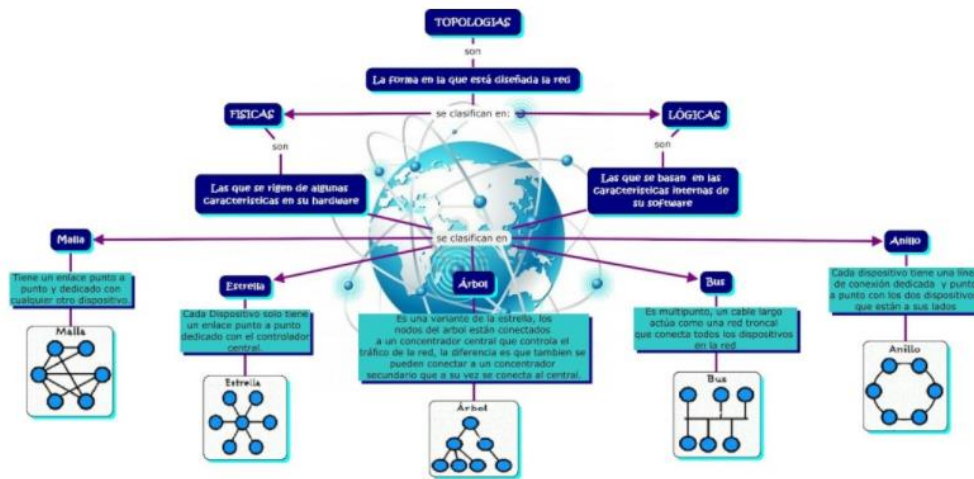 TOPOLOGIAS
son
La forma en la que está diseñada la red
FISICAS
se clasifican en:
LÓGICAS
son
son
Las que se rigen de algunas
caracteristicas en su hardware
Las que se basan en las
caracteristicas internas de
su software
Malla
se clasifican en
Anillo
Tiene un enlace punto a
punto y dedicado con
cualquier otro dispositivo.
Estrella
Árbol
Bus
Cada dispositivo tiene una line
de conexión dedicada y punto
a punto con los dos dispositivo
que están a sus lados
Cada Dispositivo solo tiene
un enlace punto a punto
dedicado con el controlador
central.
Es una variante de la estrella, los
nodos del arbol están conectados
a un concentrador central que controla el
tráfico de la red, la diferencia es que tambien se
pueden conectar a un concentrador
secundario que a su vez se conecta al central.
Es multipunto, un cable largo
actúa como una red troncal
que conecta todos los dispositivos
en la red
Malla
Estrella
Árbol
Bus
Anillo